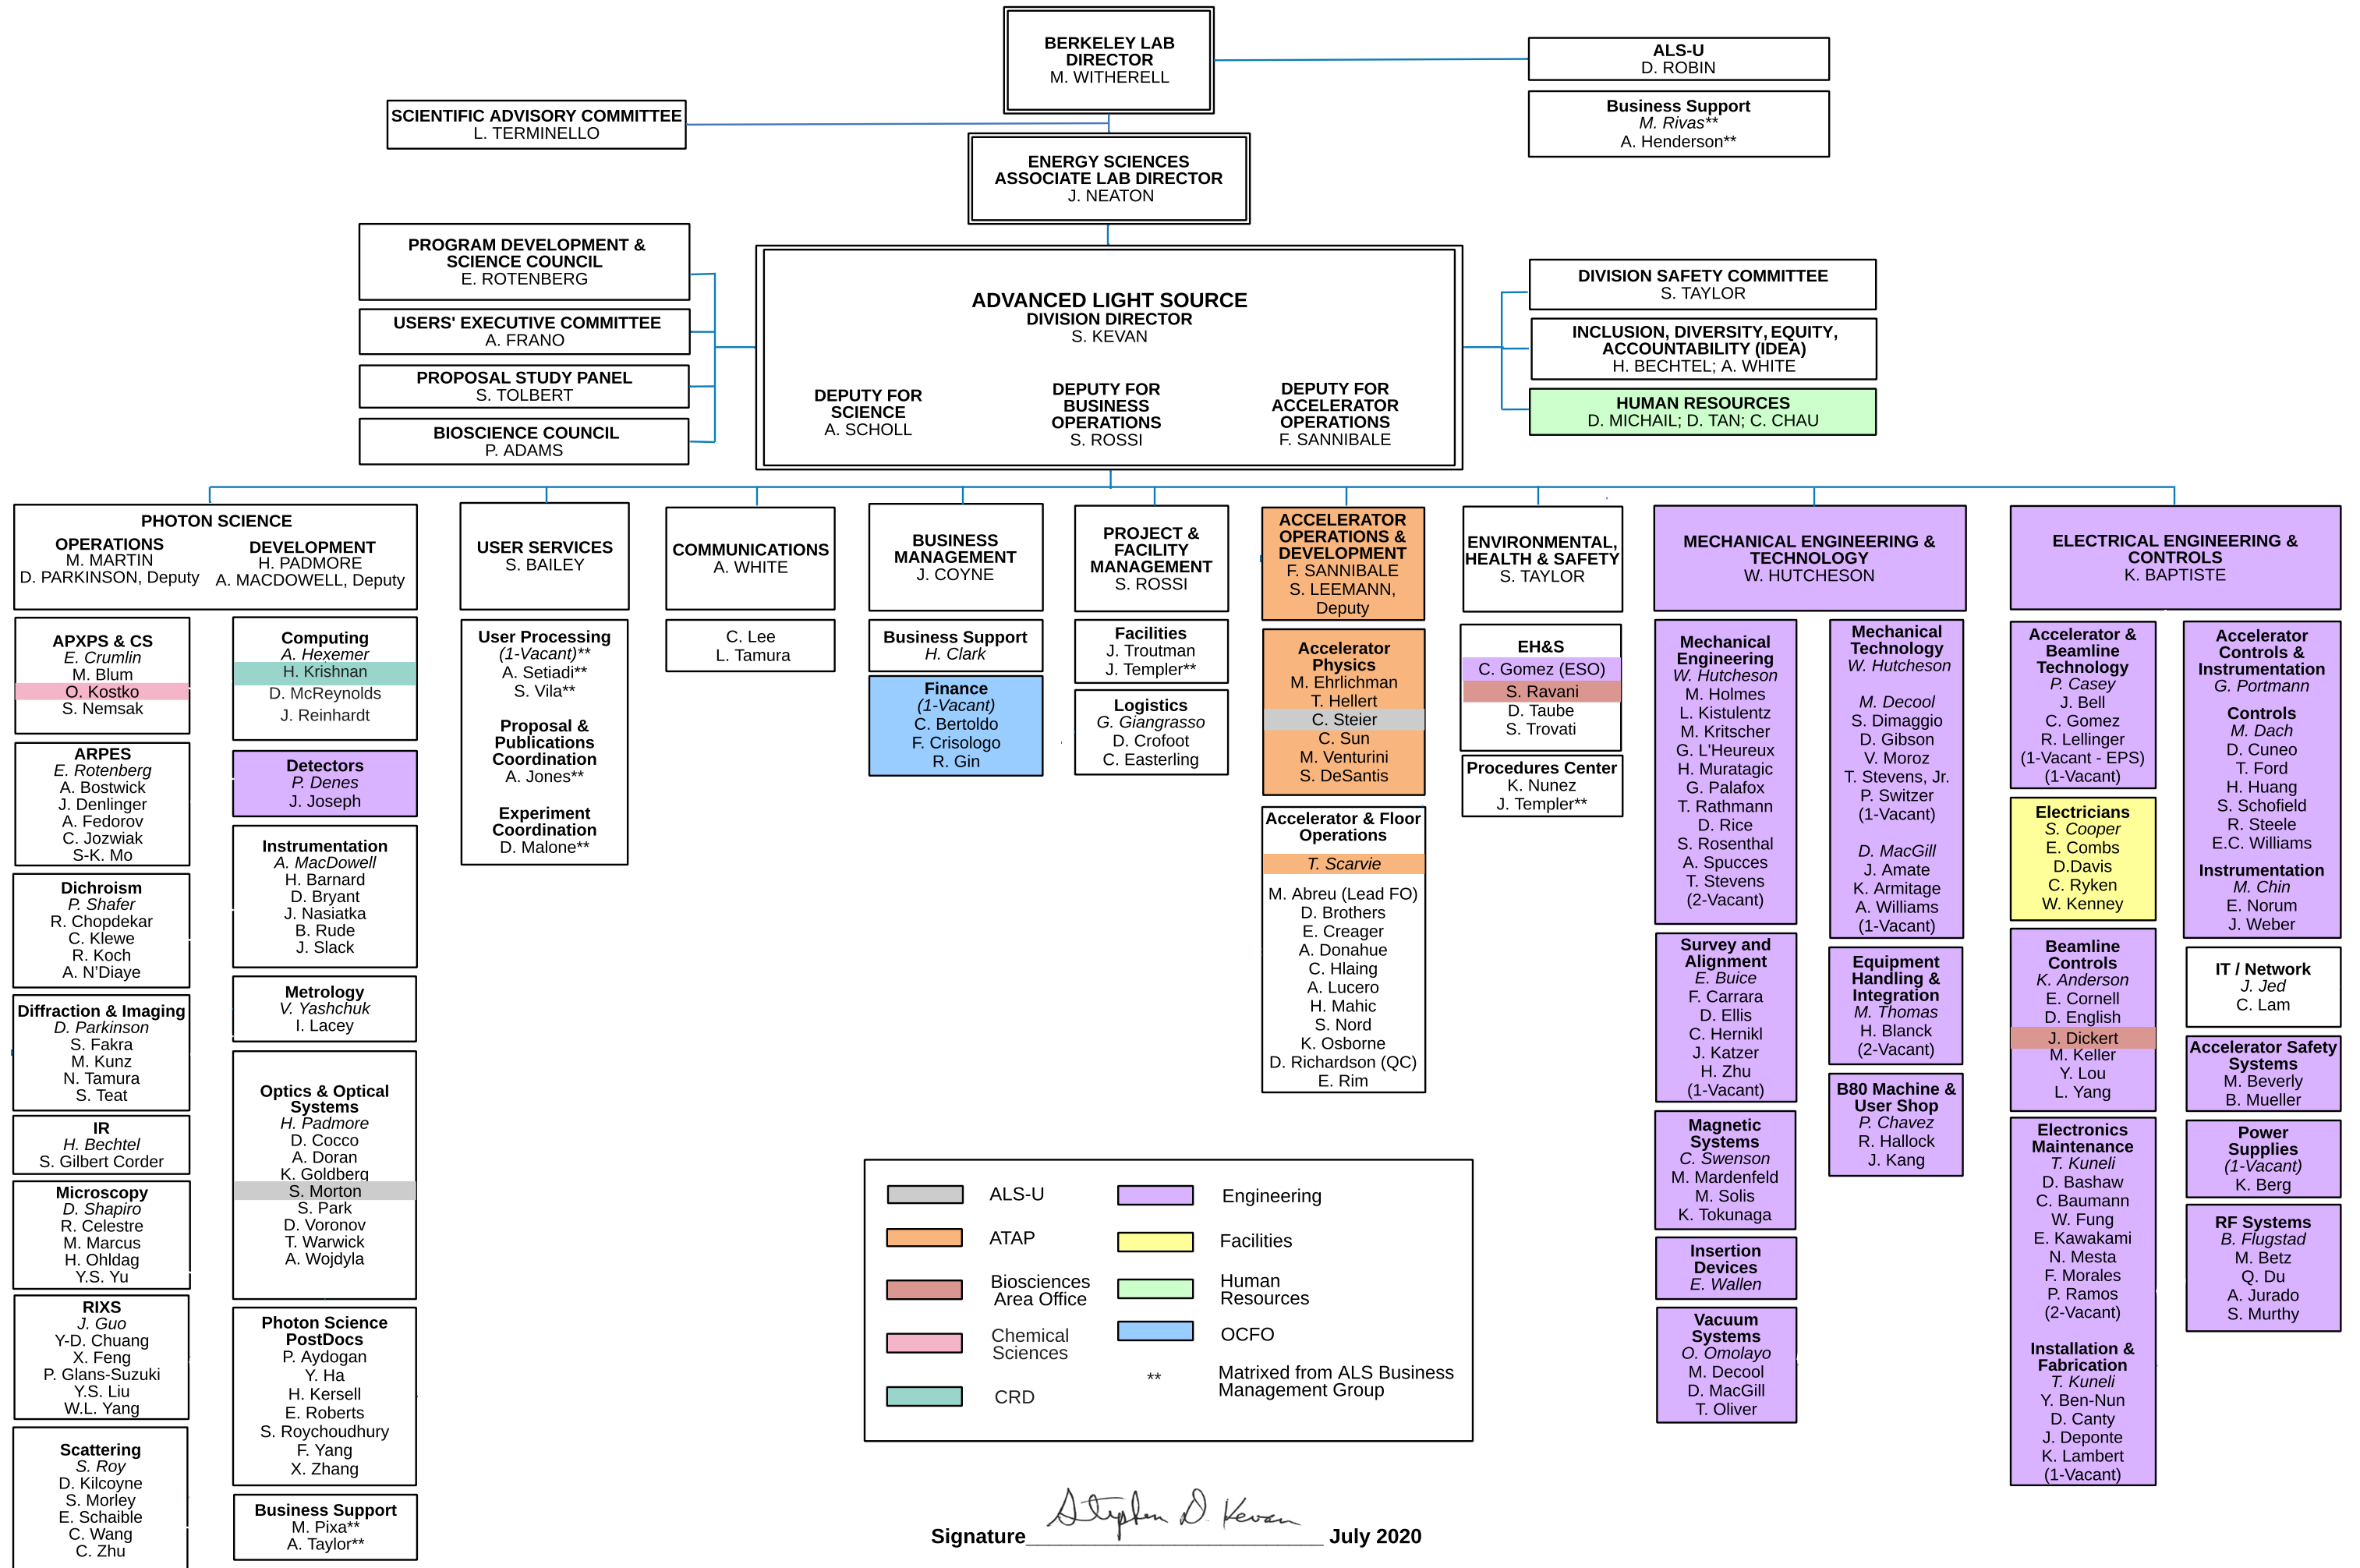 BERKELEY LAB
DIRECTOR
M. WITHERELL
ALS-U
D. ROBIN
Business Support
M. Rivas**
A. Henderson**
SCIENTIFIC ADVISORY COMMITTEE
L. TERMINELLO
ENERGY SCIENCES
ASSOCIATE LAB DIRECTOR
J. NEATON
PROGRAM DEVELOPMENT &
SCIENCE COUNCIL
E. ROTENBERG
USERS' EXECUTIVE COMMITTEE
A. FRANO
PROPOSAL STUDY PANEL
S. TOLBERT
BIOSCIENCE COUNCIL
P. ADAMS
ADVANCED LIGHT SOURCE
DIVISION DIRECTOR
S. KEVAN
DEPUTY FOR
SCIENCE
A. SCHOLL
DEPUTY FOR
BUSINESS
OPERATIONS
S. ROSSI
DEPUTY FOR
ACCELERATOR
OPERATIONS
F. SANNIBALE
DIVISION SAFETY COMMITTEE
S. TAYLOR
INCLUSION, DIVERSITY, EQUITY,
ACCOUNTABILITY (IDEA)
H. BECHTEL; A. WHITE
HUMAN RESOURCES
D. MICHAIL; D. TAN; C. CHAU
PHOTON SCIENCE
OPERATIONS
M. MARTIN
D. PARKINSON, Deputy
DEVELOPMENT
H. PADMORE
A. MACDOWELL, Deputy
APXPS & CS
E. Crumlin
M. Blum
O. Kostko
S. Nemsak
ARPES
E. Rotenberg
A. Bostwick
J. Denlinger
A. Fedorov
C. Jozwiak
S-K. Mo
Dichroism
P. Shafer
R. Chopdekar
C. Klewe
R. Koch
A. N’Diaye
Diffraction & Imaging
D. Parkinson
S. Fakra
M. Kunz
N. Tamura
S. Teat
IR
H. Bechtel
S. Gilbert Corder
Microscopy
D. Shapiro
R. Celestre
M. Marcus
H. Ohldag
Y.S. Yu
RIXS
J. Guo
Y-D. Chuang
X. Feng
P. Glans-Suzuki
Y.S. Liu
W.L. Yang
Scattering
S. Roy
D. Kilcoyne
S. Morley
E. Schaible
C. Wang
C. Zhu
Computing
A. Hexemer
H. Krishnan
D. McReynolds
J. Reinhardt
Detectors
P. Denes
J. Joseph
Instrumentation
A. MacDowell
H. Barnard
D. Bryant
J. Nasiatka
B. Rude
J. Slack
Metrology
V. Yashchuk
I. Lacey
Optics & Optical
Systems
H. Padmore
D. Cocco
A. Doran
K. Goldberg
S. Morton
S. Park
D. Voronov
T. Warwick
A. Wojdyla
Photon Science
PostDocs
P. Aydogan
Y. Ha
H. Kersell
E. Roberts
S. Roychoudhury
F. Yang
X. Zhang
Business Support
M. Pixa**
A. Taylor**
USER SERVICES
S. BAILEY
User Processing
(1-Vacant)**
A. Setiadi**
S. Vila**
Proposal &
Publications
Coordination
A. Jones**
Experiment
Coordination
D. Malone**
COMMUNICATIONS
A. WHITE
C. Lee
L. Tamura
BUSINESS
MANAGEMENT
J. COYNE
Business Support
H. Clark
Finance
(1-Vacant)
C. Bertoldo
F. Crisologo
R. Gin
PROJECT &
FACILITY
MANAGEMENT
S. ROSSI
Facilities
J. Troutman
J. Templer**
Logistics
G. Giangrasso
D. Crofoot
C. Easterling
ACCELERATOR
OPERATIONS &
DEVELOPMENT
F. SANNIBALE
S. LEEMANN,
Deputy
Accelerator
Physics
M. Ehrlichman
T. Hellert
C. Steier
C. Sun
M. Venturini
S. DeSantis
Accelerator & Floor
Operations
T. Scarvie
M. Abreu (Lead FO)
D. Brothers
E. Creager
A. Donahue
C. Hlaing
A. Lucero
H. Mahic
S. Nord
K. Osborne
D. Richardson (QC)
E. Rim
ENVIRONMENTAL,
HEALTH & SAFETY
S. TAYLOR
EH&S
C. Gomez (ESO)
S. Ravani
D. Taube
S. Trovati
Procedures Center
K. Nunez
J. Templer**
MECHANICAL ENGINEERING &
TECHNOLOGY
W. HUTCHESON
Mechanical
Engineering
W. Hutcheson
M. Holmes
L. Kistulentz
M. Kritscher
G. L'Heureux
H. Muratagic
G. Palafox
T. Rathmann
D. Rice
S. Rosenthal
A. Spucces
T. Stevens
(2-Vacant)
Survey and
Alignment
E. Buice
F. Carrara
D. Ellis
C. Hernikl
J. Katzer
H. Zhu
(1-Vacant)
Magnetic
Systems
C. Swenson
M. Mardenfeld
M. Solis
K. Tokunaga
Insertion
Devices
E. Wallen
Vacuum
Systems
O. Omolayo
M. Decool
D. MacGill
T. Oliver
Mechanical
Technology
W. Hutcheson
M. Decool
S. Dimaggio
D. Gibson
V. Moroz
T. Stevens, Jr.
P. Switzer
(1-Vacant)
D. MacGill
J. Amate
K. Armitage
A. Williams
(1-Vacant)
Equipment
Handling &
Integration
M. Thomas
H. Blanck
(2-Vacant)
B80 Machine &
User Shop
P. Chavez
R. Hallock
J. Kang
ELECTRICAL ENGINEERING &
CONTROLS
K. BAPTISTE
Accelerator &
Beamline
Technology
P. Casey
J. Bell
C. Gomez
R. Lellinger
(1-Vacant - EPS)
(1-Vacant)
Electricians
S. Cooper
E. Combs
D.Davis
C. Ryken
W. Kenney
Beamline
Controls
K. Anderson
E. Cornell
D. English
J. Dickert
M. Keller
Y. Lou
L. Yang
Electronics
Maintenance
T. Kuneli
D. Bashaw
C. Baumann
W. Fung
E. Kawakami
N. Mesta
F. Morales
P. Ramos
(2-Vacant)
Installation &
Fabrication
T. Kuneli
Y. Ben-Nun
D. Canty
J. Deponte
K. Lambert
(1-Vacant)
Accelerator
Controls &
Instrumentation
G. Portmann
Controls
M. Dach
D. Cuneo
T. Ford
H. Huang
S. Schofield
R. Steele
E.C. Williams
Instrumentation
M. Chin
E. Norum
J. Weber
IT / Network
J. Jed
C. Lam
Accelerator Safety
Systems
M. Beverly
B. Mueller
Power
Supplies
(1-Vacant)
K. Berg
RF Systems
B. Flugstad
M. Betz
Q. Du
A. Jurado
S. Murthy
ALS-U
ATAP
Biosciences
Area Office
Chemical
Sciences
CRD
Engineering
Facilities
Human
Resources
OCFO
** Matrixed from ALS Business
Management Group
Stephen D. Kevan
Signature__________________________ July 2020